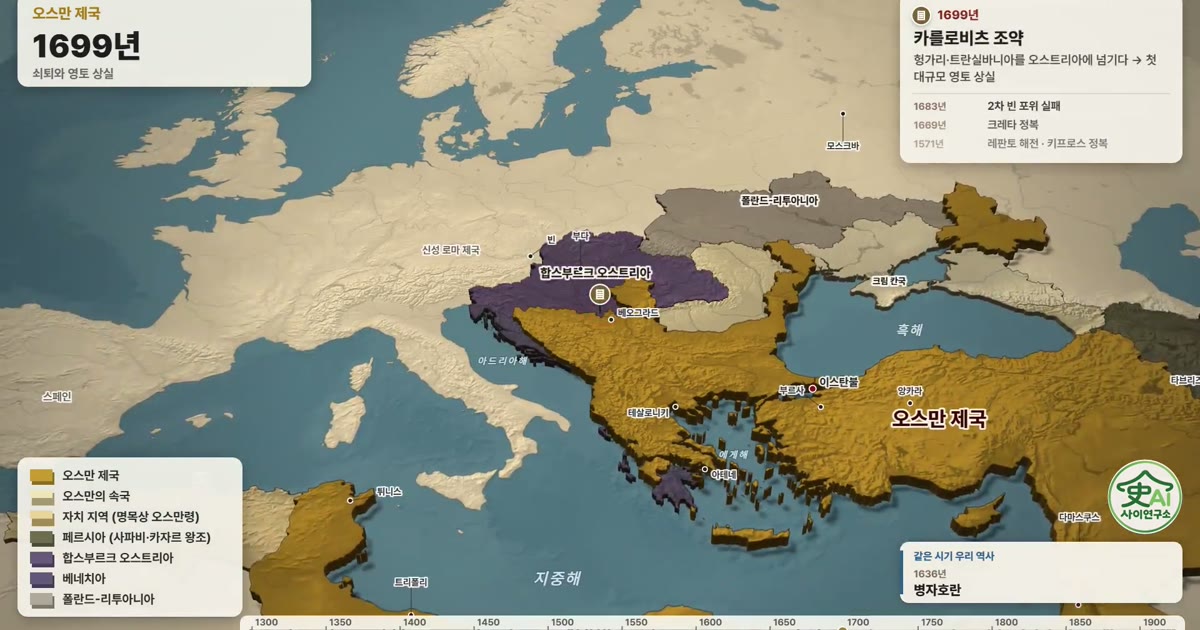 오스만 제국
1699년
쇠퇴와 영토 상실
1699년
카를로비츠 조약
헝가리·트란실바니아를 오스트리아에 넘기다 → 첫
대규모 영토 상실
1683년 2차 빈 포위 실패
1669년 크레타 정복
1571년 레판토 해전 · 키프로스 정복
모스크바
폴란드-리투아니아
신성 로마 제국
빈
부다
합스부르크 오스트리아
크림 칸국
베오그라드
흑해
아드리아해
타브리즈
스페인
이스탄불
부르사
앙카라
테살로니키
오스만 제국
에게해
아테네
튀니스
다마스쿠스
트리폴리
지중해
오스만 제국
오스만의 속국
자치 지역 (명목상 오스만령)
페르시아 (사파비·카자르 왕조)
합스부르크 오스트리아
베네치아
폴란드-리투아니아
史AI
사이연구소
같은 시기 우리 역사
1636년
병자호란
1300 1350 1400 1450 1500 1550 1600 1650 1700 1750 1800 1850 1900